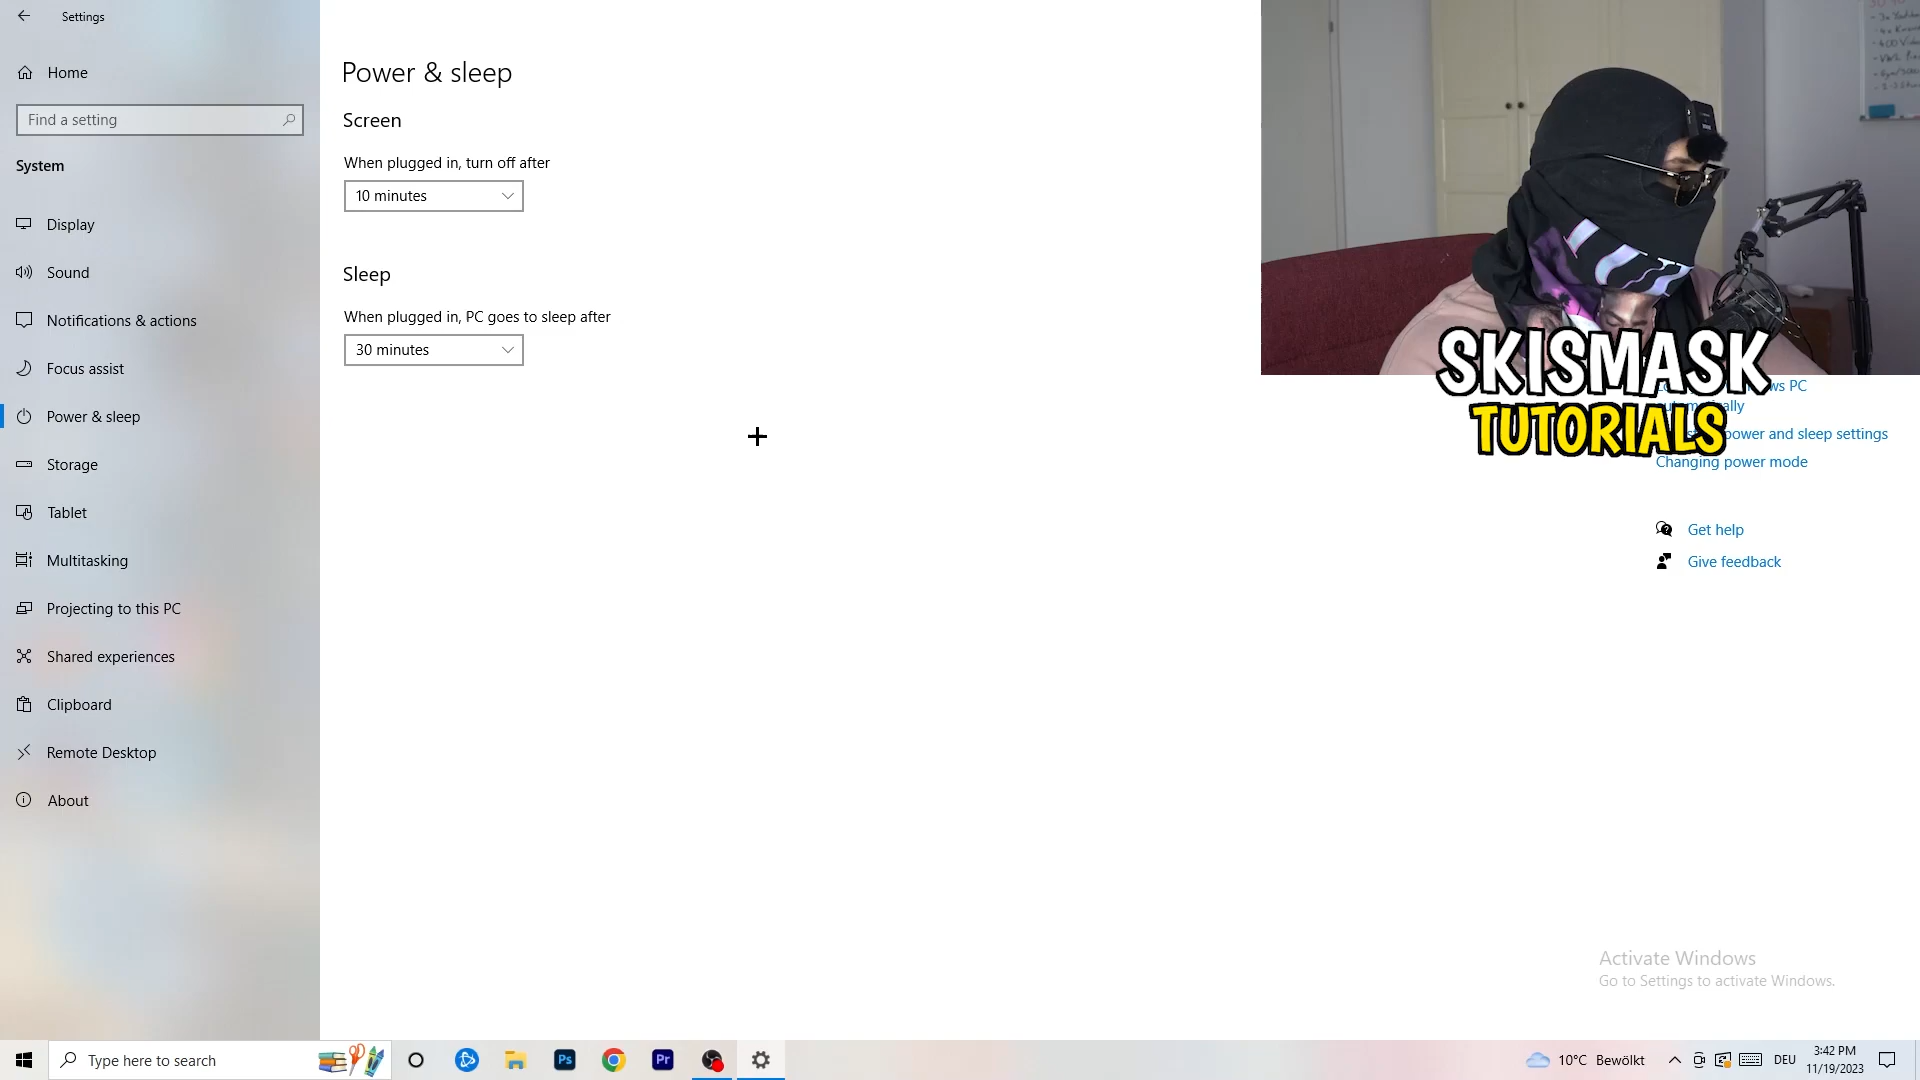 Settings
Home
Find a setting
System
Display
Sound
Notifications & actions
Focus assist
Power & sleep
Storage
Tablet
Multitasking
Projecting to this PC
Shared experiences
Clipboard
Remote Desktop
About
Power & sleep
Screen
When plugged in, turn off after
10 minutes
Sleep
When plugged in, PC goes to sleep after
30 minutes
SKISMASK
TUTORIALS
PC
power and sleep settings
Changing power mode
Get help
Give feedback
Activate Windows
Go to Settings to activate Windows.
Type here to search
Ps
Pr
10°C Bewölkt
DEU
3:42 PM
11/19/2023